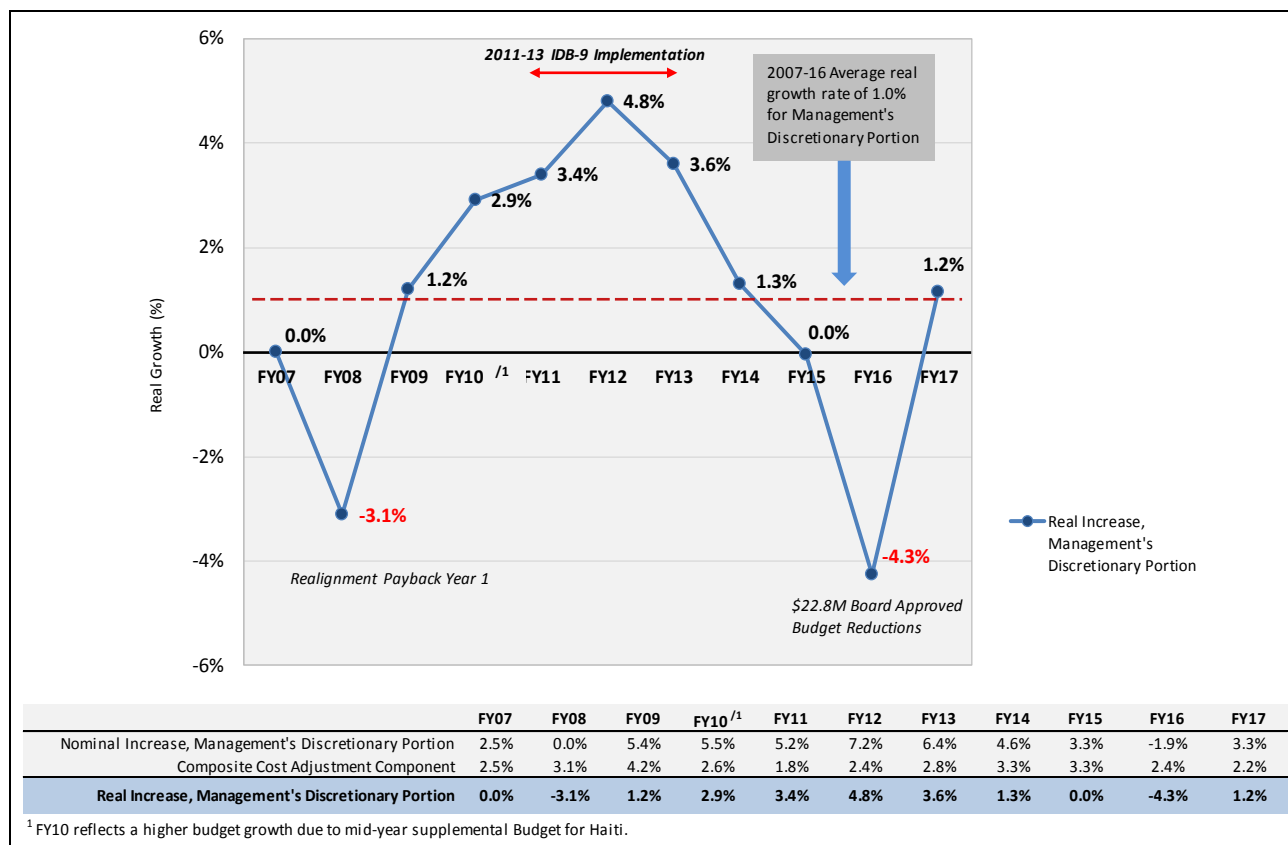 6%
4%
2%
0%
-2%
-4%
-6%
Real Growth (%)
2011-13 IDB-9 Implementation
2007-16 Average real
growth rate of 1.0%
for Management's
Discretionary Portion
0.0%
-3.1%
1.2%
2.9%
3.4%
4.8%
3.6%
1.3%
0.0%
-4.3%
1.2%
FY07 FY08 FY09 FY10 /1 FY11 FY12 FY13 FY14 FY15 FY16 FY17
Realignment Payback Year 1
$22.8M Board Approved
Budget Reductions
Real Increase,
Management's
Discretionary Portion
FY07 FY08 FY09 FY10 /1 FY11 FY12 FY13 FY14 FY15 FY16 FY17
Nominal Increase, Management's Discretionary Portion 2.5% 0.0% 5.4% 5.5% 5.2% 7.2% 6.4% 4.6% 3.3% -1.9% 3.3%
Composite Cost Adjustment Component 2.5% 3.1% 4.2% 2.6% 1.8% 2.4% 2.8% 3.3% 3.3% 2.4% 2.2%
Real Increase, Management's Discretionary Portion 0.0% -3.1% 1.2% 2.9% 3.4% 4.8% 3.6% 1.3% 0.0% -4.3% 1.2%
1 FY10 reflects a higher budget growth due to mid-year supplemental Budget for Haiti.